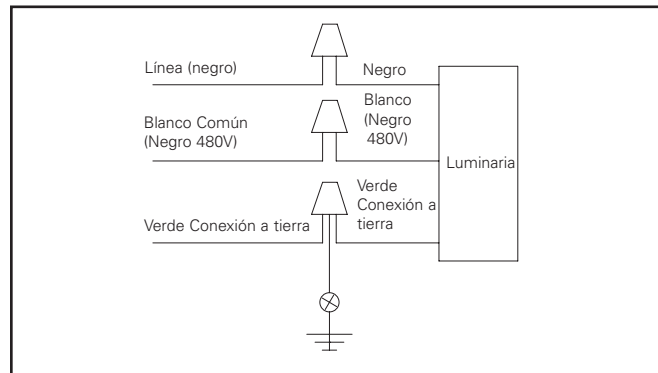 Línea (negro)
Negro
Blanco Común
(Negro 480V)
Blanco
(Negro
480V)
Luminaria
Verde Conexión a tierra
Verde
Conexión a
tierra